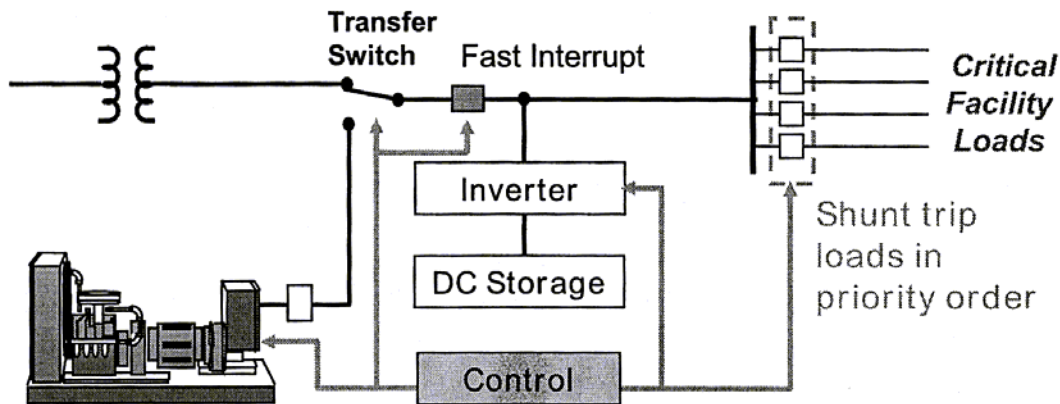 Transfer
Switch
Fast Interrupt
Critical
Facility
Loads
Inverter
DC Storage
Shunt trip
loads in
priority order
Control